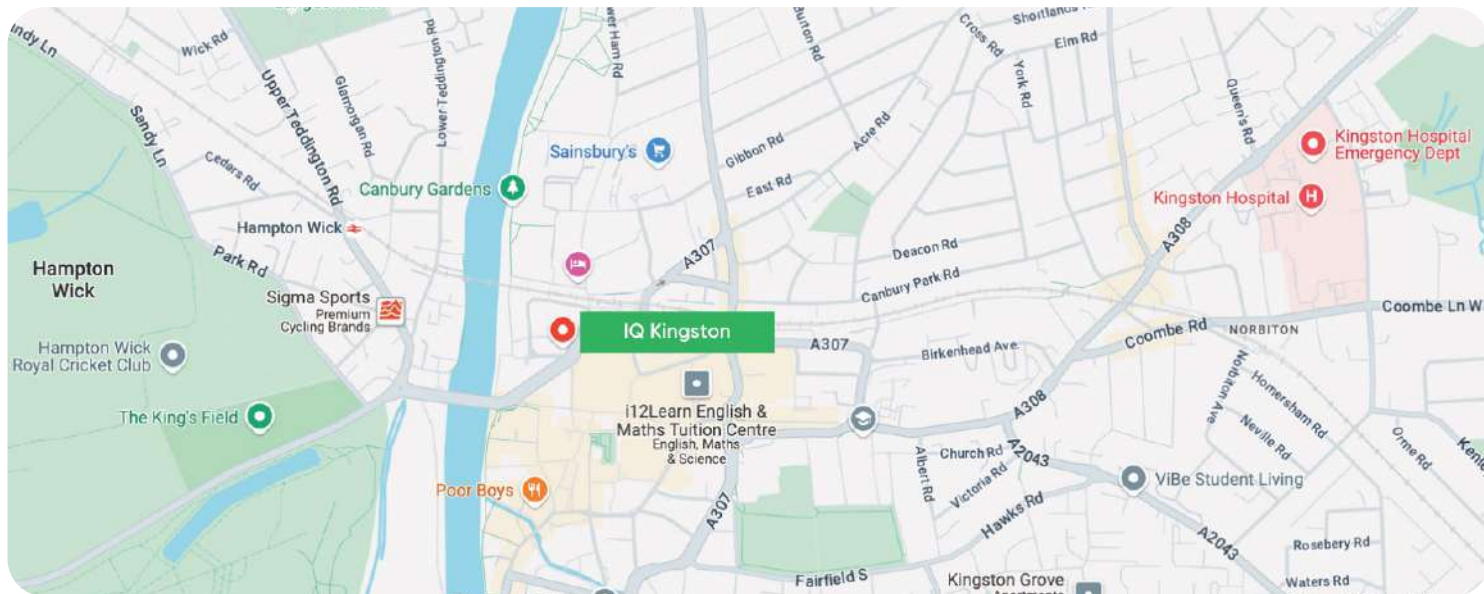 ndy Ln
Wick Rd
Upper Teddington Rd
Glamorgan Rd
Lower Teddington Rd
Sandy Ln
Cedars Rd
Hampton Wick
Hampton
Wick
Park Rd
Sigma Sports
Premium
Cycling Brands
Hampton Wick
Royal Cricket Club
The King's Field
Canbury Gardens
Sainsbury's
ower Ham Rd
Gibbon Rd
East Rd
Acre Rd
Burton Rd
Cross Rd
Shortlands R
Elm Rd
York Rd
Queen's Rd
Kingston Hospital
Emergency Dept
Kingston Hospital
H
A307
Deacon Rd
Canbury Park Rd
A308
IQ Kingston
A307
Birkenhead Ave.
Coombe Rd
NORBITON
Coombe Ln W
i12Learn English &
Maths Tuition Centre
English, Maths
& Science
Poor Boys
A307
A308
Church Rd
Albert Rd
Victoria Rd
A2043
Hawks Rd
ViBe Student Living
Norbiton Ave
Homersham Rd
Neville Rd
Orme Rd
Kenl
A2043
Rosebery Rd
Waters Rd
Fairfield S
Kingston Grove